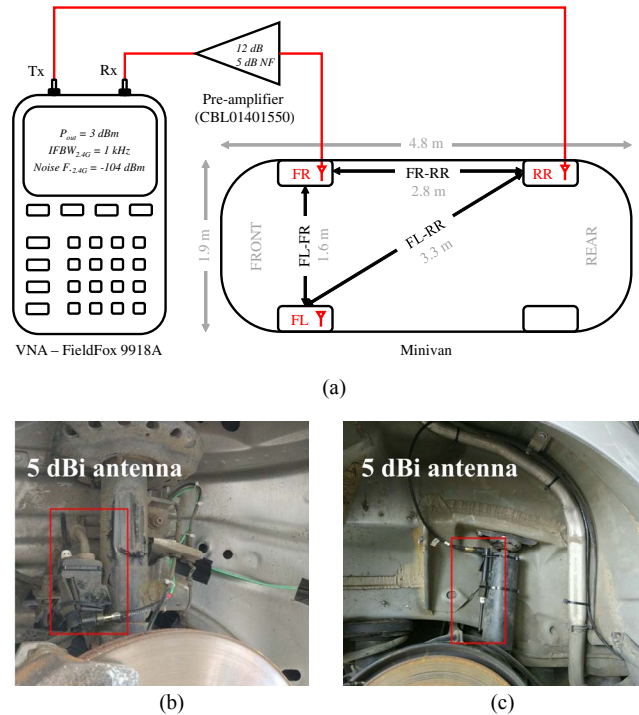 Tx
Rx
12 dB
5 dB NF
Pre-amplifier
(CBL01401550)
P_out = 3 dBm
IFBW_2.4G = 1 kHz
Noise F._2.4G = -104 dBm
VNA – FieldFox 9918A
4.8 m
1.9 m
FR
FR-RR
2.8 m
RR
FRONT
FL-FR
1.6 m
FL-RR
3.3 m
REAR
FL
Minivan
(a)
5 dBi antenna
5 dBi antenna
(b)
(c)